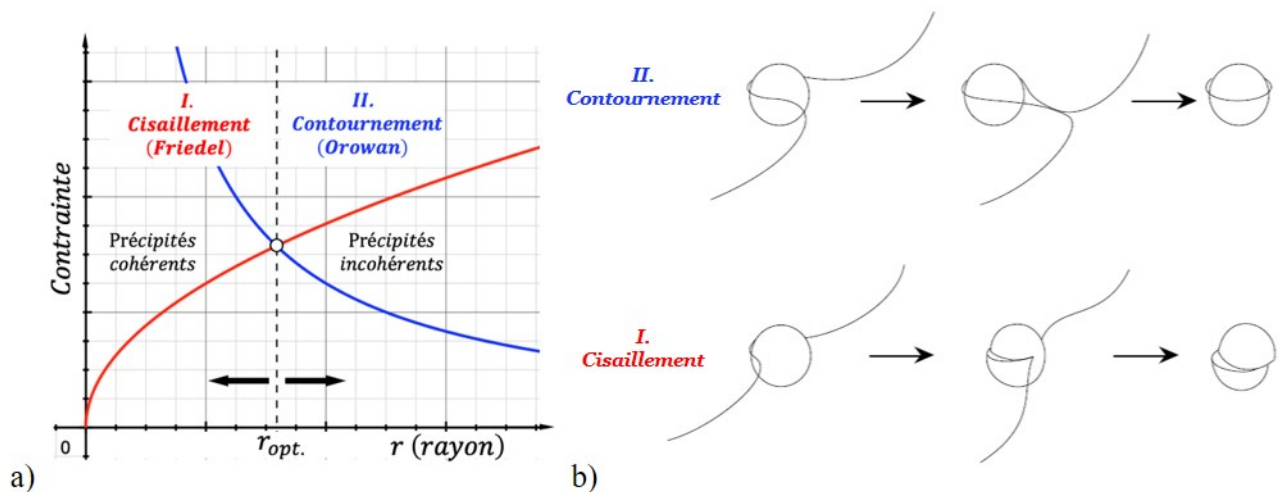 I.
Cisaillement
(Friedel)
II.
Contournement
(Orowan)
Contrainte
Précipités
cohérents
Précipités
incohérents
0
r_opt.
r (rayon)
a)
II.
Contournement
I.
Cisaillement
b)